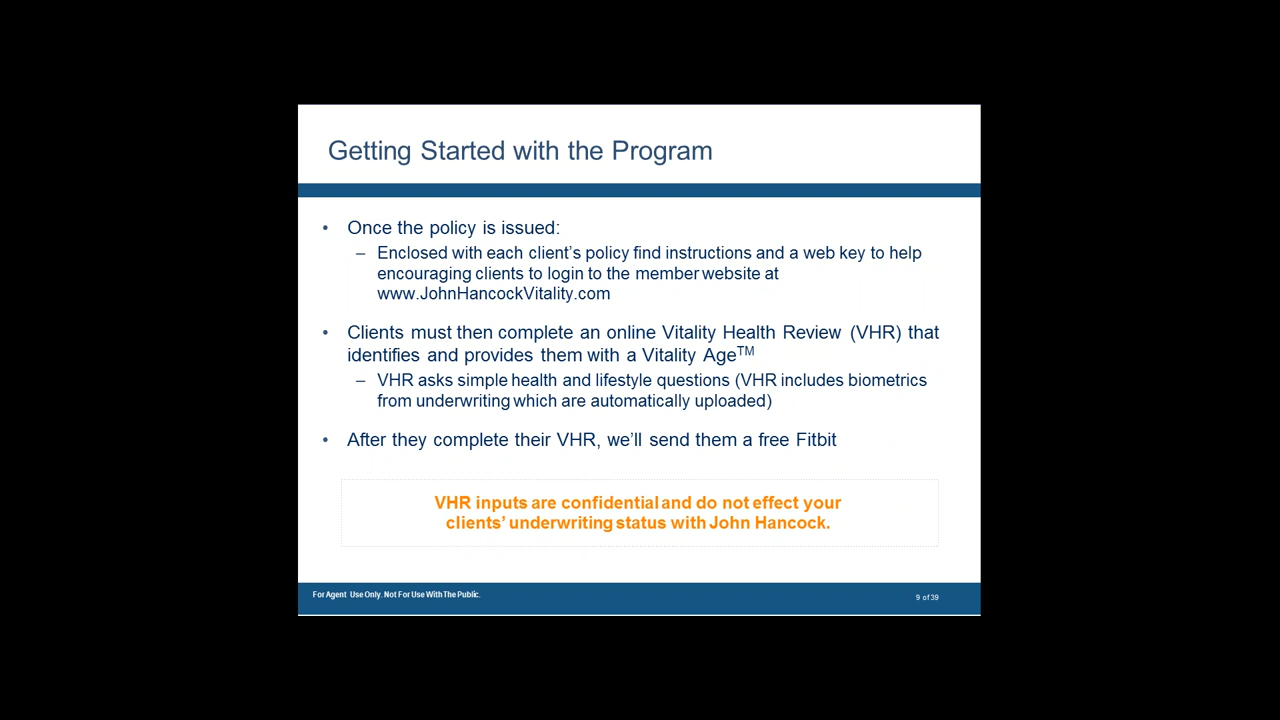 Getting Started with the Program
• Once the policy is issued:
– Enclosed with each client's policy find instructions and a web key to help
encouraging clients to login to the member website at
www.JohnHancockVitality.com
• Clients must then complete an online Vitality Health Review (VHR) that
identifies and provides them with a Vitality Age™
– VHR asks simple health and lifestyle questions (VHR includes biometrics
from underwriting which are automatically uploaded)
• After they complete their VHR, we'll send them a free Fitbit
VHR inputs are confidential and do not effect your
clients' underwriting status with John Hancock.
For Agent Use Only. Not For Use With The Public.
9 of 39